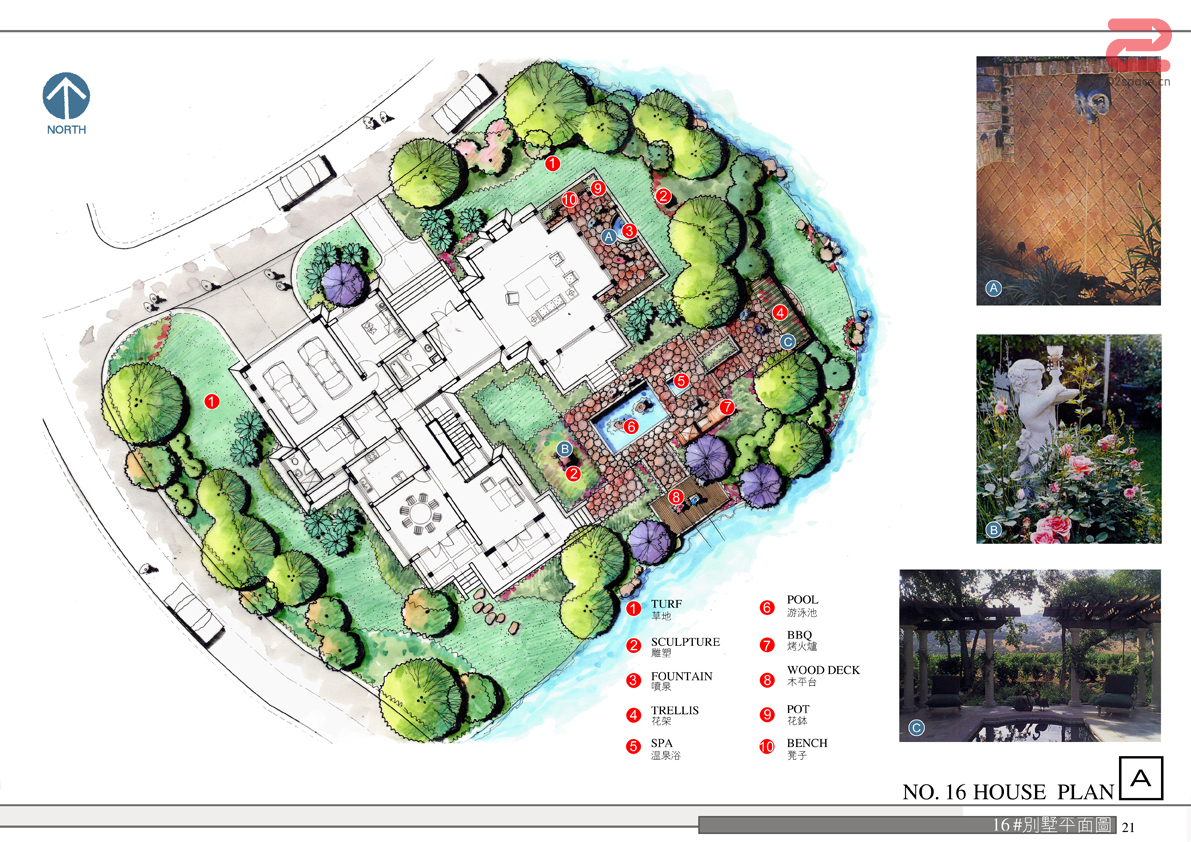 02space.cn
NORTH
1
9
10
2
3
A
A
4
C
5
7
6
1
B
2
8
B
1 TURF
草地
2 SCULPTURE
雕塑
3 FOUNTAIN
噴泉
4 TRELLIS
花架
5 SPA
溫泉浴
6 POOL
游泳池
7 BBQ
烤火爐
8 WOOD DECK
木平台
9 POT
花鉢
10 BENCH
凳子
C
NO. 16 HOUSE PLAN A
16#別墅平面圖 21